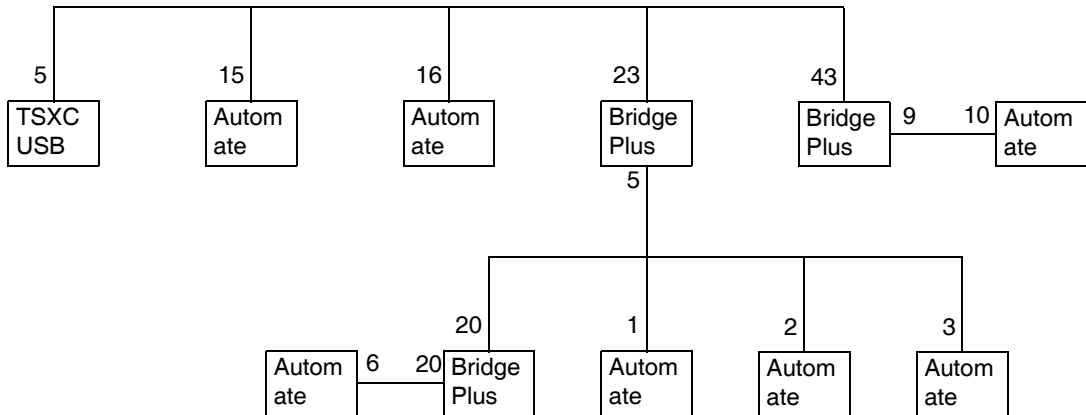 5
15
16
23
43
TSXC
USB
Autom
ate
Autom
ate
Bridge
Plus
Bridge
Plus
9
10
Autom
ate
5
20
1
2
3
Autom
ate
6
20
Bridge
Plus
Autom
ate
Autom
ate
Autom
ate